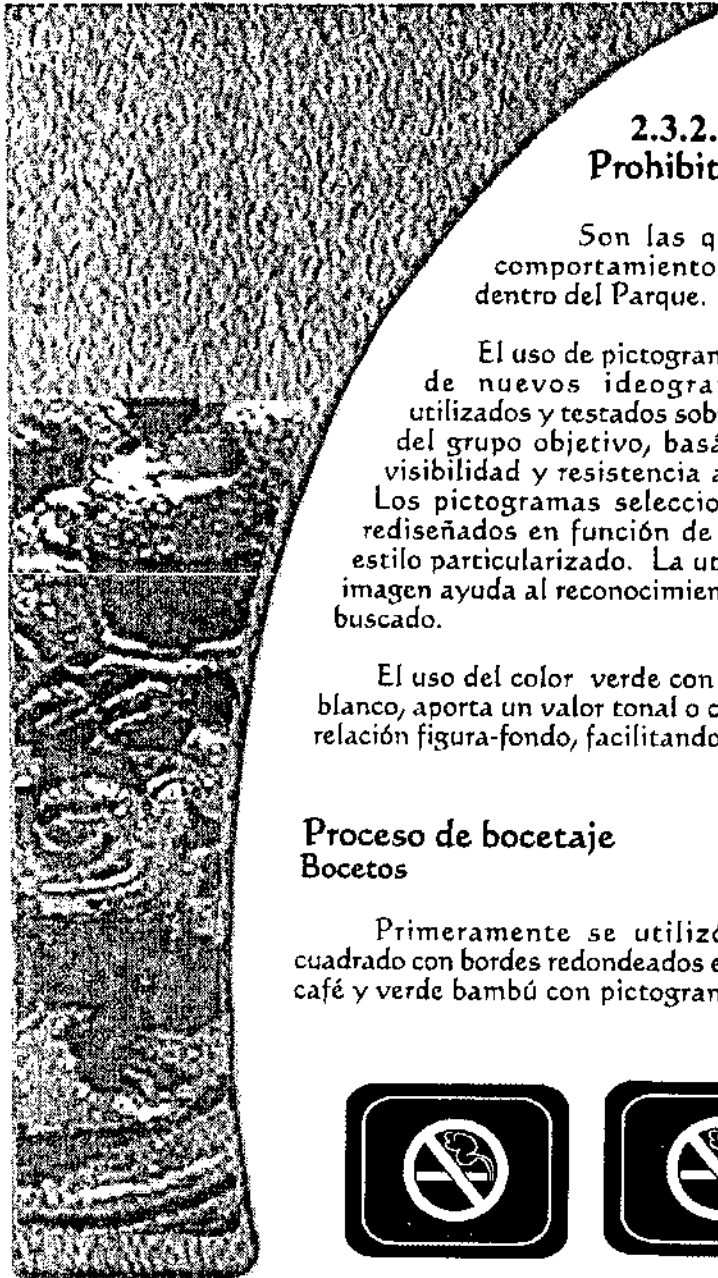 2.3.2.
Prohibit
Son las q
comportamiento
dentro del Parque.
El uso de pictogran
de nuevos ideogra
utilizados y testados sob
del grupo objetivo, basá
visibilidad y resistencia a
Los pictogramas seleccio
rediseñados en función de
estilo particularizado. La ut
imagen ayuda al reconocimien
buscado.
El uso del color verde con
blanco, aporta un valor tonal o c
relación figura-fondo, facilitando
Proceso de bocetaje
Bocetos
Primeramente se utilizó
cuadrado con bordes redondeados e
café y verde bambú con pictogran